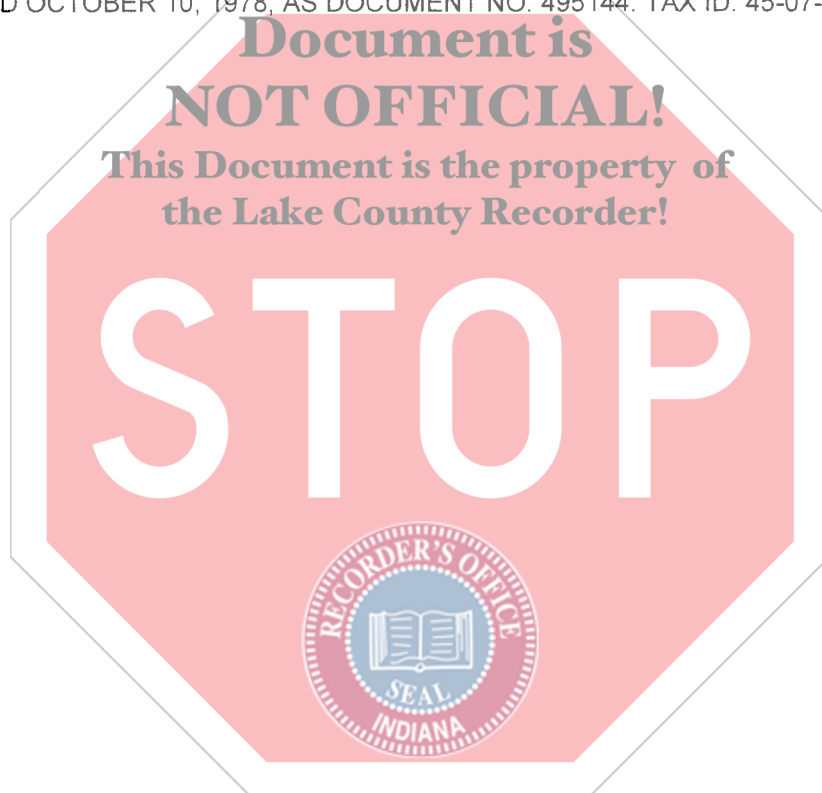 D OCTOBER 10, 1978, AS DOCUMENT NO. 495144. TAX ID: 45-07-
Document is
NOT OFFICIAL!
This Document is the property of
the Lake County Recorder!
STOP
RECORDER'S OFFICE
SEAL
INDIANA